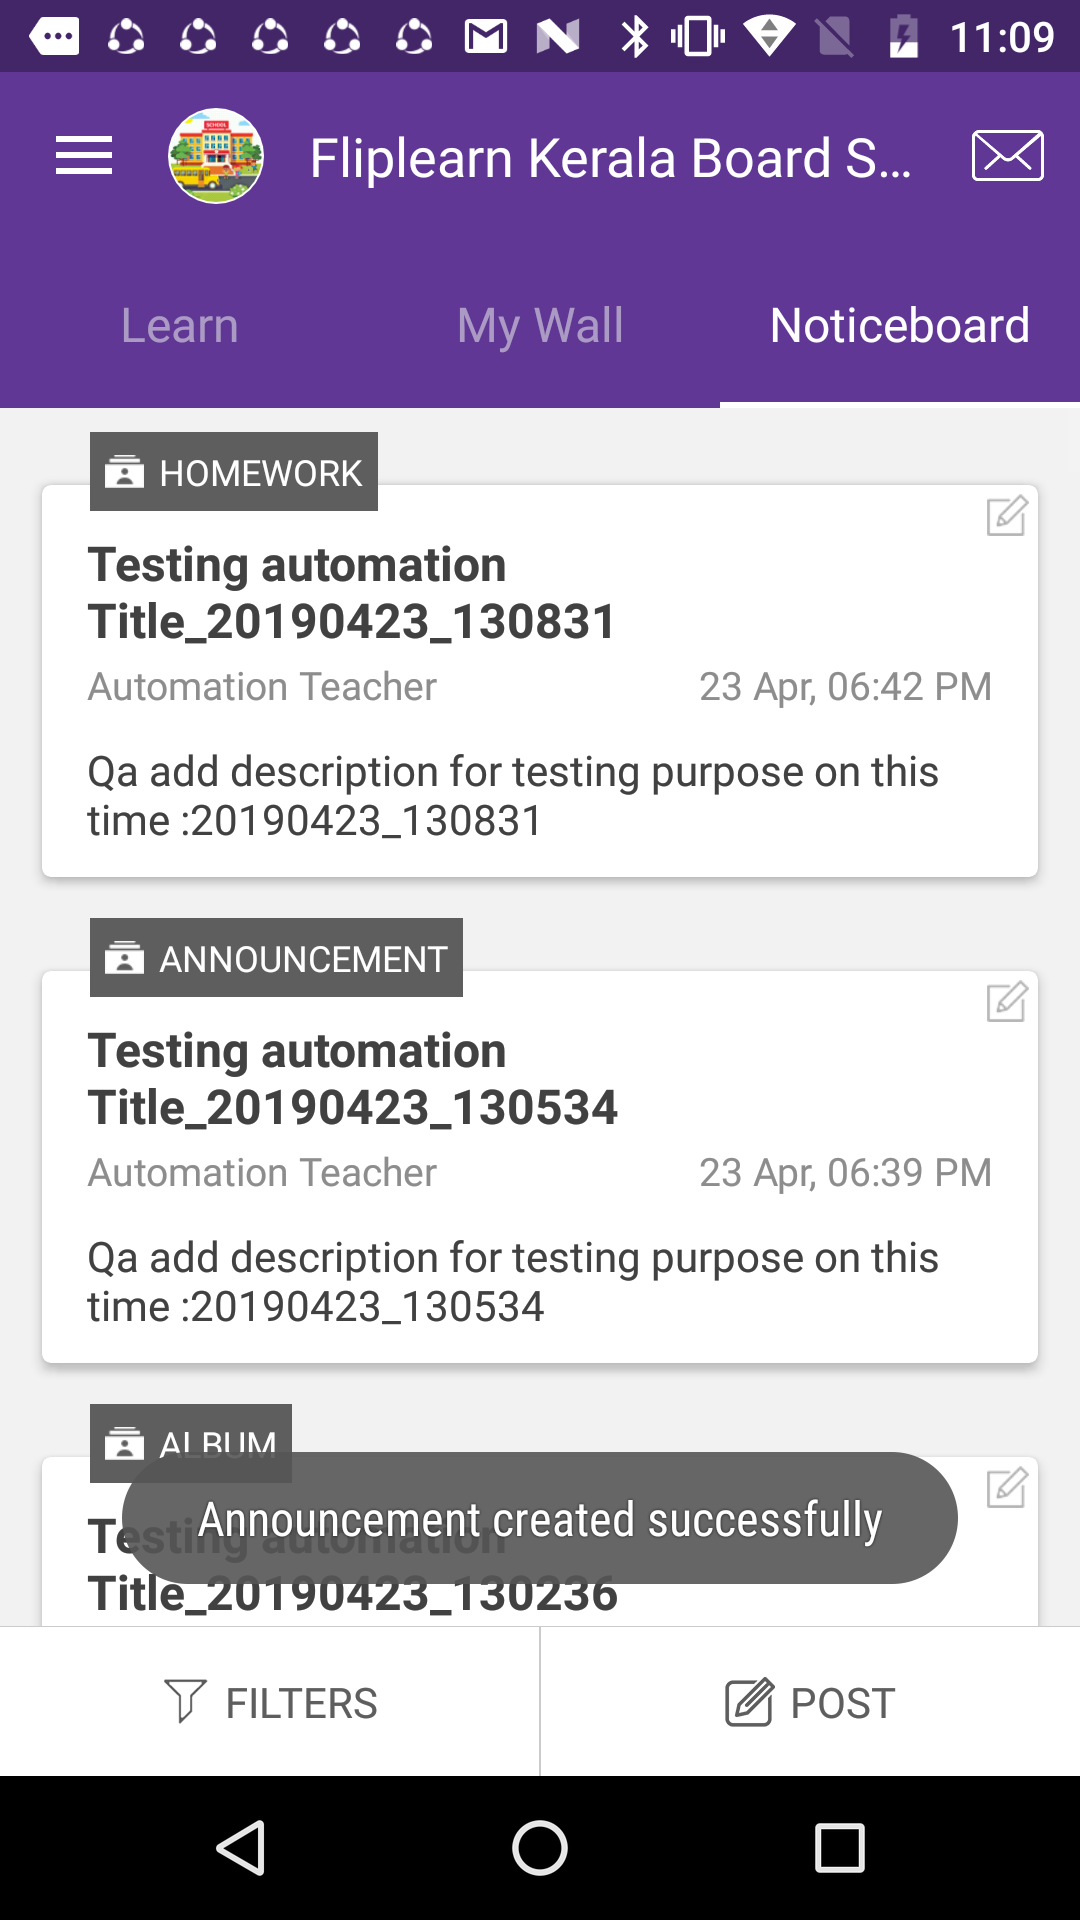 11:09
Fliplearn Kerala Board S...
Learn
My Wall
Noticeboard
HOMEWORK
Testing automation
Title_20190423_130831
Automation Teacher
23 Apr, 06:42 PM
Qa add description for testing purpose on this
time :20190423_130831
ANNOUNCEMENT
Testing automation
Title_20190423_130534
Automation Teacher
23 Apr, 06:39 PM
Qa add description for testing purpose on this
time :20190423_130534
ALBUM
Testing automation
Announcement created successfully
Title_20190423_130236
FILTERS
POST